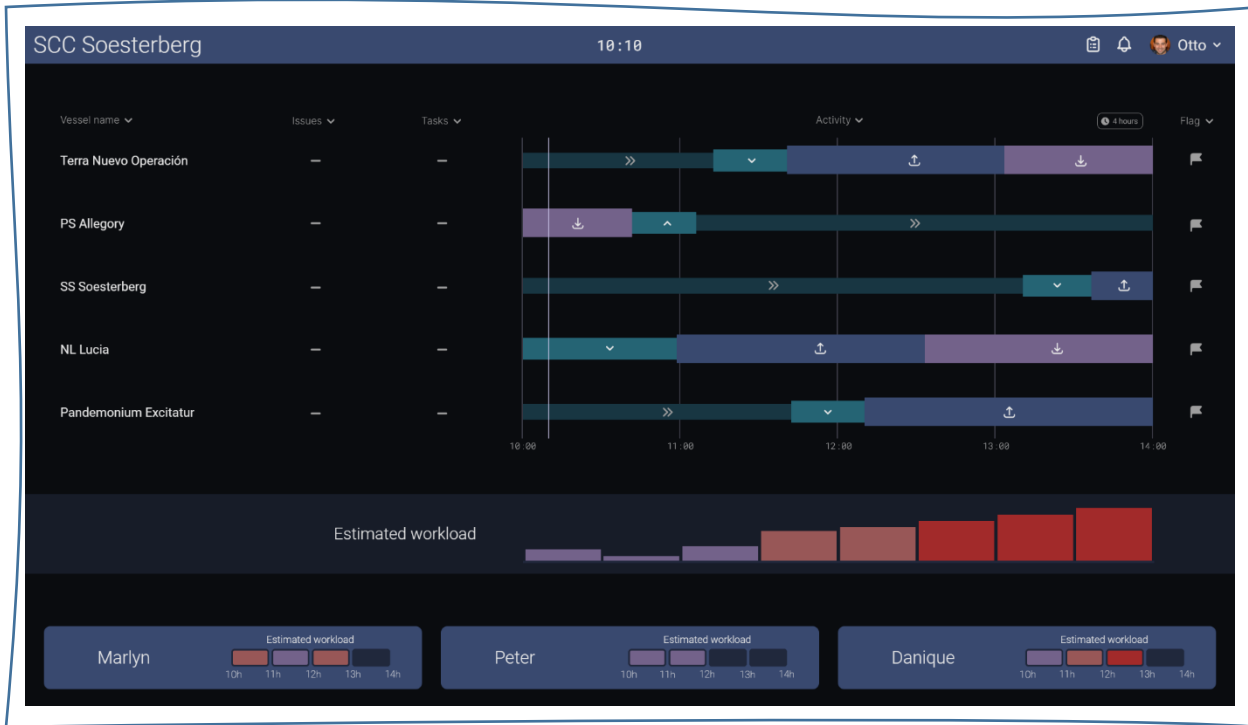 SCC Soesterberg 10:10 Otto
Vessel name Issues Tasks Activity 4 hours Flag
Terra Nuevo Operación – –
PS Allegory – –
SS Soesterberg – –
NL Lucia – –
Pandemonium Excitatur – –
10:00 11:00 12:00 13:00 14:00
Estimated workload
Estimated workload Estimated workload Estimated workload
Marlyn Peter Danique
10h 11h 12h 13h 14h 10h 11h 12h 13h 14h 10h 11h 12h 13h 14h